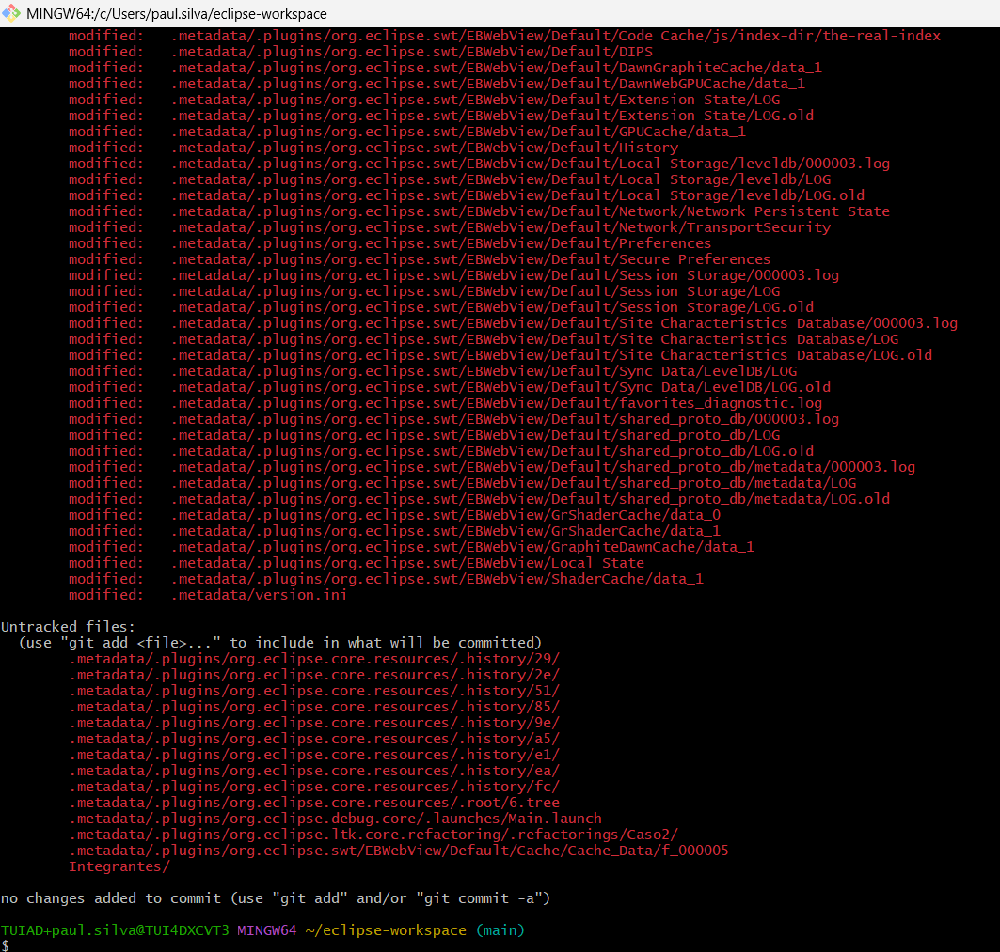 MINGW64:/c/Users/paul.silva/eclipse-workspace
modified:   .metadata/.plugins/org.eclipse.swt/EBWebView/Default/Code Cache/js/index-dir/the-real-index
modified:   .metadata/.plugins/org.eclipse.swt/EBWebView/Default/DIPS
modified:   .metadata/.plugins/org.eclipse.swt/EBWebView/Default/DawnGraphiteCache/data_1
modified:   .metadata/.plugins/org.eclipse.swt/EBWebView/Default/DawnWebGPUCache/data_1
modified:   .metadata/.plugins/org.eclipse.swt/EBWebView/Default/Extension State/LOG
modified:   .metadata/.plugins/org.eclipse.swt/EBWebView/Default/Extension State/LOG.old
modified:   .metadata/.plugins/org.eclipse.swt/EBWebView/Default/GPUCache/data_1
modified:   .metadata/.plugins/org.eclipse.swt/EBWebView/Default/History
modified:   .metadata/.plugins/org.eclipse.swt/EBWebView/Default/Local Storage/leveldb/000003.log
modified:   .metadata/.plugins/org.eclipse.swt/EBWebView/Default/Local Storage/leveldb/LOG
modified:   .metadata/.plugins/org.eclipse.swt/EBWebView/Default/Local Storage/leveldb/LOG.old
modified:   .metadata/.plugins/org.eclipse.swt/EBWebView/Default/Network/Network Persistent State
modified:   .metadata/.plugins/org.eclipse.swt/EBWebView/Default/Network/TransportSecurity
modified:   .metadata/.plugins/org.eclipse.swt/EBWebView/Default/Preferences
modified:   .metadata/.plugins/org.eclipse.swt/EBWebView/Default/Secure Preferences
modified:   .metadata/.plugins/org.eclipse.swt/EBWebView/Default/Session Storage/000003.log
modified:   .metadata/.plugins/org.eclipse.swt/EBWebView/Default/Session Storage/LOG
modified:   .metadata/.plugins/org.eclipse.swt/EBWebView/Default/Session Storage/LOG.old
modified:   .metadata/.plugins/org.eclipse.swt/EBWebView/Default/Site Characteristics Database/000003.log
modified:   .metadata/.plugins/org.eclipse.swt/EBWebView/Default/Site Characteristics Database/LOG
modified:   .metadata/.plugins/org.eclipse.swt/EBWebView/Default/Site Characteristics Database/LOG.old
modified:   .metadata/.plugins/org.eclipse.swt/EBWebView/Default/Sync Data/LevelDB/LOG
modified:   .metadata/.plugins/org.eclipse.swt/EBWebView/Default/Sync Data/LevelDB/LOG.old
modified:   .metadata/.plugins/org.eclipse.swt/EBWebView/Default/favorites_diagnostic.log
modified:   .metadata/.plugins/org.eclipse.swt/EBWebView/Default/shared_proto_db/000003.log
modified:   .metadata/.plugins/org.eclipse.swt/EBWebView/Default/shared_proto_db/LOG
modified:   .metadata/.plugins/org.eclipse.swt/EBWebView/Default/shared_proto_db/LOG.old
modified:   .metadata/.plugins/org.eclipse.swt/EBWebView/Default/shared_proto_db/metadata/000003.log
modified:   .metadata/.plugins/org.eclipse.swt/EBWebView/Default/shared_proto_db/metadata/LOG
modified:   .metadata/.plugins/org.eclipse.swt/EBWebView/Default/shared_proto_db/metadata/LOG.old
modified:   .metadata/.plugins/org.eclipse.swt/EBWebView/GrShaderCache/data_0
modified:   .metadata/.plugins/org.eclipse.swt/EBWebView/GrShaderCache/data_1
modified:   .metadata/.plugins/org.eclipse.swt/EBWebView/GraphiteDawnCache/data_1
modified:   .metadata/.plugins/org.eclipse.swt/EBWebView/Local State
modified:   .metadata/.plugins/org.eclipse.swt/EBWebView/ShaderCache/data_1
modified:   .metadata/version.ini
Untracked files:
(use "git add <file>..." to include in what will be committed)
.metadata/.plugins/org.eclipse.core.resources/.history/29/
.metadata/.plugins/org.eclipse.core.resources/.history/2e/
.metadata/.plugins/org.eclipse.core.resources/.history/51/
.metadata/.plugins/org.eclipse.core.resources/.history/85/
.metadata/.plugins/org.eclipse.core.resources/.history/9e/
.metadata/.plugins/org.eclipse.core.resources/.history/a5/
.metadata/.plugins/org.eclipse.core.resources/.history/e1/
.metadata/.plugins/org.eclipse.core.resources/.history/ea/
.metadata/.plugins/org.eclipse.core.resources/.history/fc/
.metadata/.plugins/org.eclipse.core.resources/.root/6.tree
.metadata/.plugins/org.eclipse.debug.core/.launches/Main.launch
.metadata/.plugins/org.eclipse.ltk.core.refactoring/.refactorings/Caso2/
.metadata/.plugins/org.eclipse.swt/EBWebView/Default/Cache/Cache_Data/f_000005
Integrantes/
no changes added to commit (use "git add" and/or "git commit -a")
TUIAD+paul.silva@TUI4DXCVT3 MINGW64 ~/eclipse-workspace (main)
$